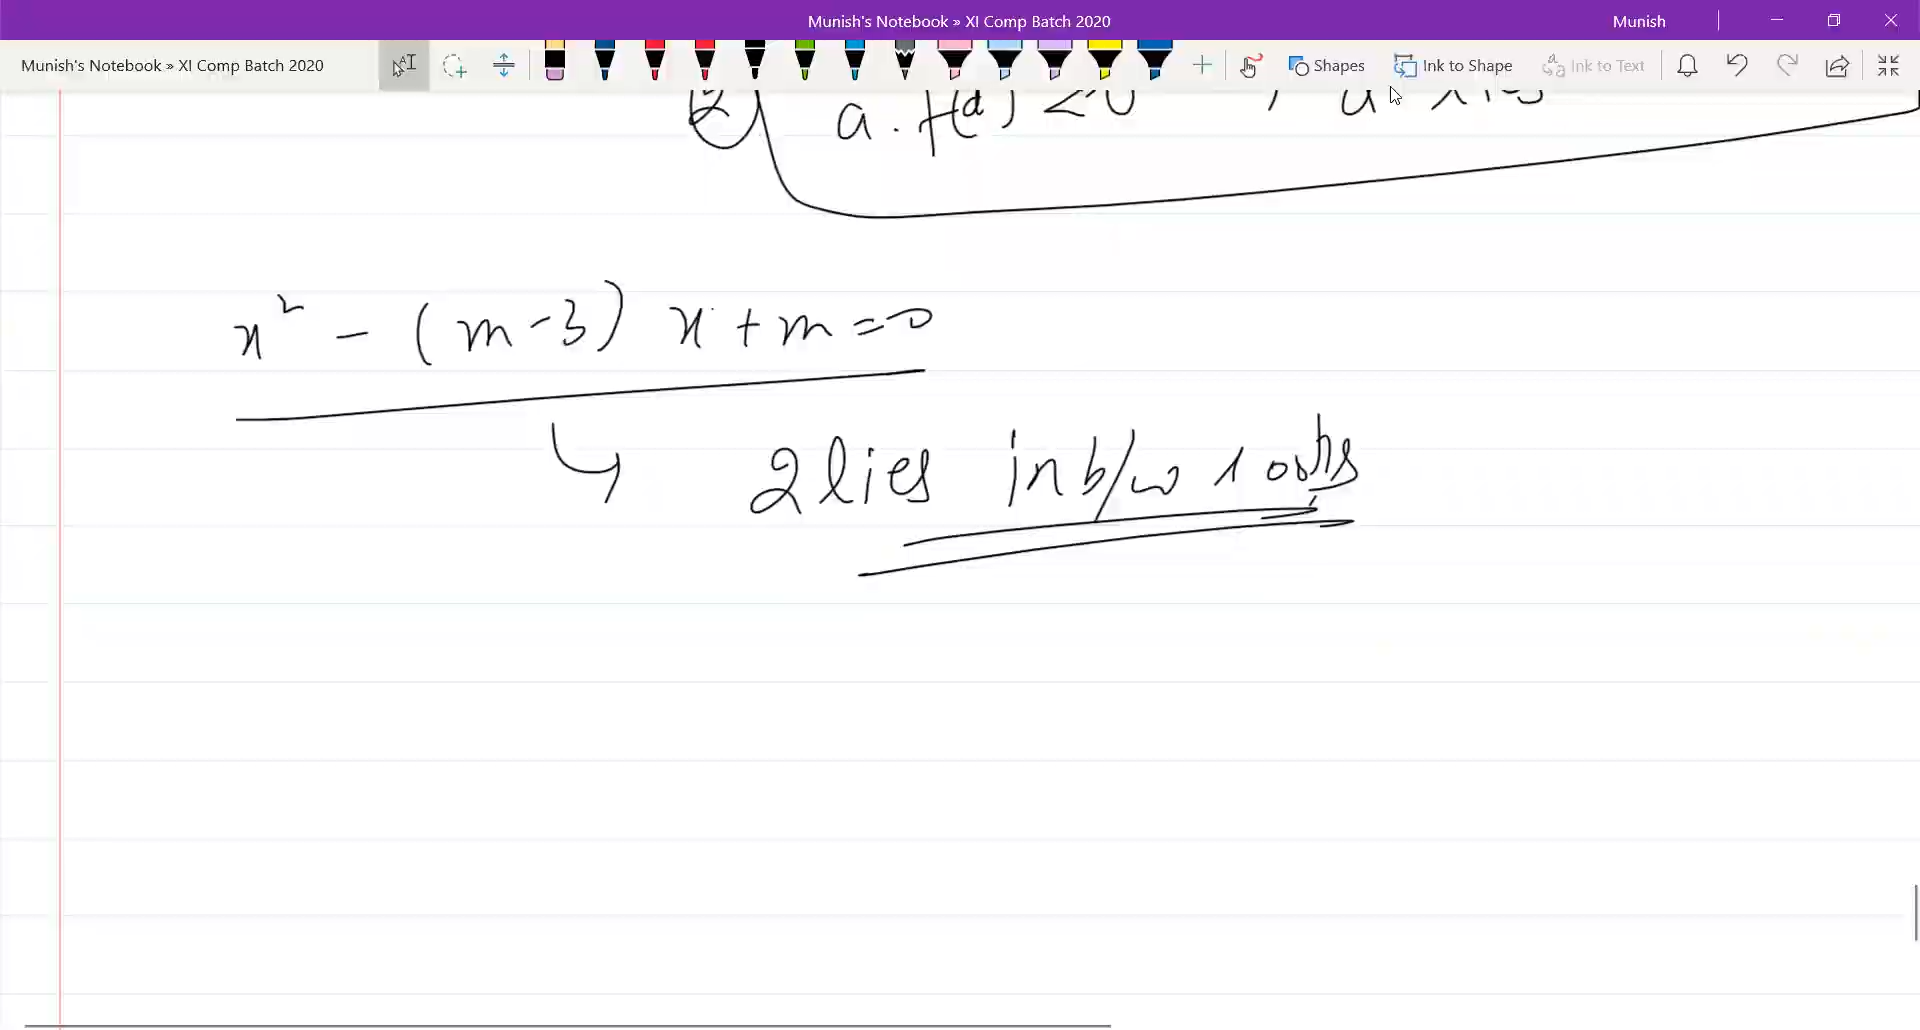 Munish's Notebook » XI Comp Batch 2020
Munish
Munish's Notebook » XI Comp Batch 2020
Shapes
Ink to Shape
Ink to Text
2 a . f(d) < 0 ,
x² - (m-3) x + m = 0
2 lies in b/w roots